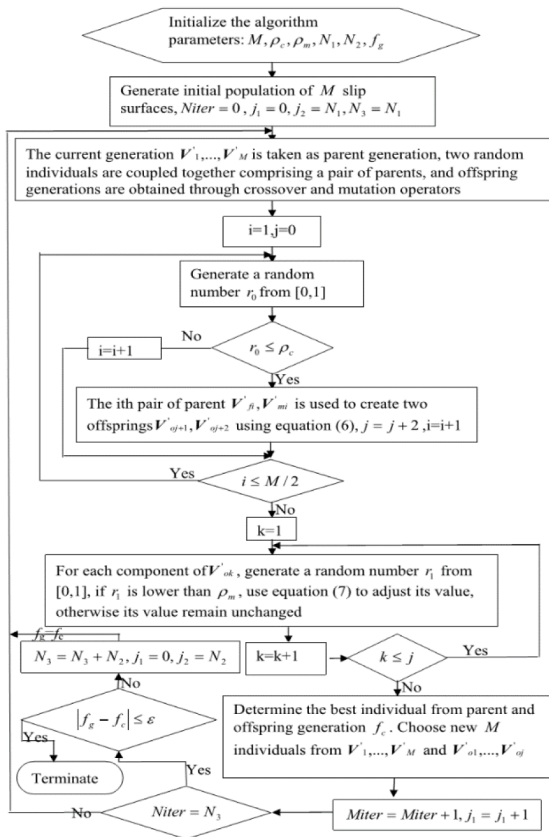 Initialize the algorithm
parameters: M, ρc, ρm, N1, N2, fg
Generate initial population of M slip
surfaces, Niter = 0 , j1 = 0, j2 = N1, N3 = N1
The current generation V'1,...,V'M is taken as parent generation, two random
individuals are coupled together comprising a pair of parents, and offspring
generations are obtained through crossover and mutation operators
i=1,j=0
Generate a random
number r0 from [0,1]
No
i=i+1
r0 ≤ ρc
Yes
The ith pair of parent V'fi, V'mi is used to create two
offsprings V'oj+1, V'oj+2 using equation (6), j = j + 2 ,i=i+1
Yes
i ≤ M / 2
No
k=1
For each component of V'ok, generate a random number r1 from
[0,1], if r1 is lower than ρm, use equation (7) to adjust its value,
otherwise its value remain unchanged
fg=fc
N3 = N3 + N2, j1 = 0, j2 = N2
k=k+1
k ≤ j
Yes
No
No
|fg − fc| ≤ ε
Yes
Terminate
Determine the best individual from parent and
offspring generation fc. Choose new M
individuals from V'1,...,V'M and V'o1,...,V'oj
Yes
No
Niter = N3
Miter = Miter + 1, j1 = j1 + 1